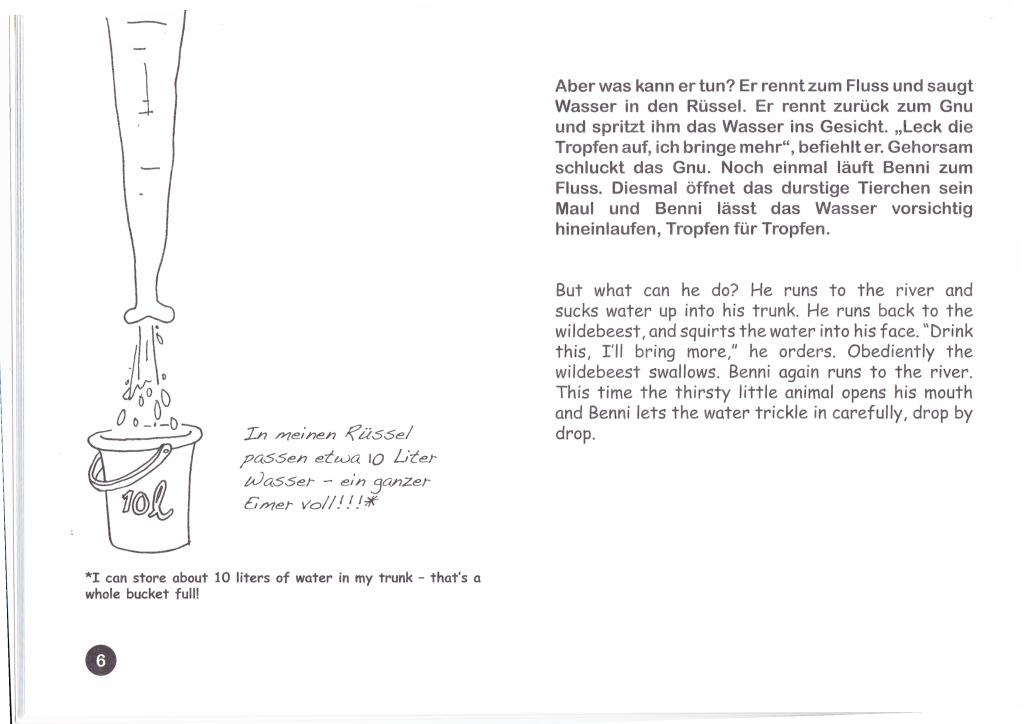 10l
In meinen Rüssel
passen etwa 10 Liter
Wasser – ein ganzer
Eimer voll!!!*
*I can store about 10 liters of water in my trunk – that's a
whole bucket full!
6
Aber was kann er tun? Er rennt zum Fluss und saugt
Wasser in den Rüssel. Er rennt zurück zum Gnu
und spritzt ihm das Wasser ins Gesicht. „Leck die
Tropfen auf, ich bringe mehr“, befiehlt er. Gehorsam
schluckt das Gnu. Noch einmal läuft Benni zum
Fluss. Diesmal öffnet das durstige Tierchen sein
Maul und Benni lässt das Wasser vorsichtig
hineinlaufen, Tropfen für Tropfen.
But what can he do? He runs to the river and
sucks water up into his trunk. He runs back to the
wildebeest, and squirts the water into his face. "Drink
this, I'll bring more," he orders. Obediently the
wildebeest swallows. Benni again runs to the river.
This time the thirsty little animal opens his mouth
and Benni lets the water trickle in carefully, drop by
drop.